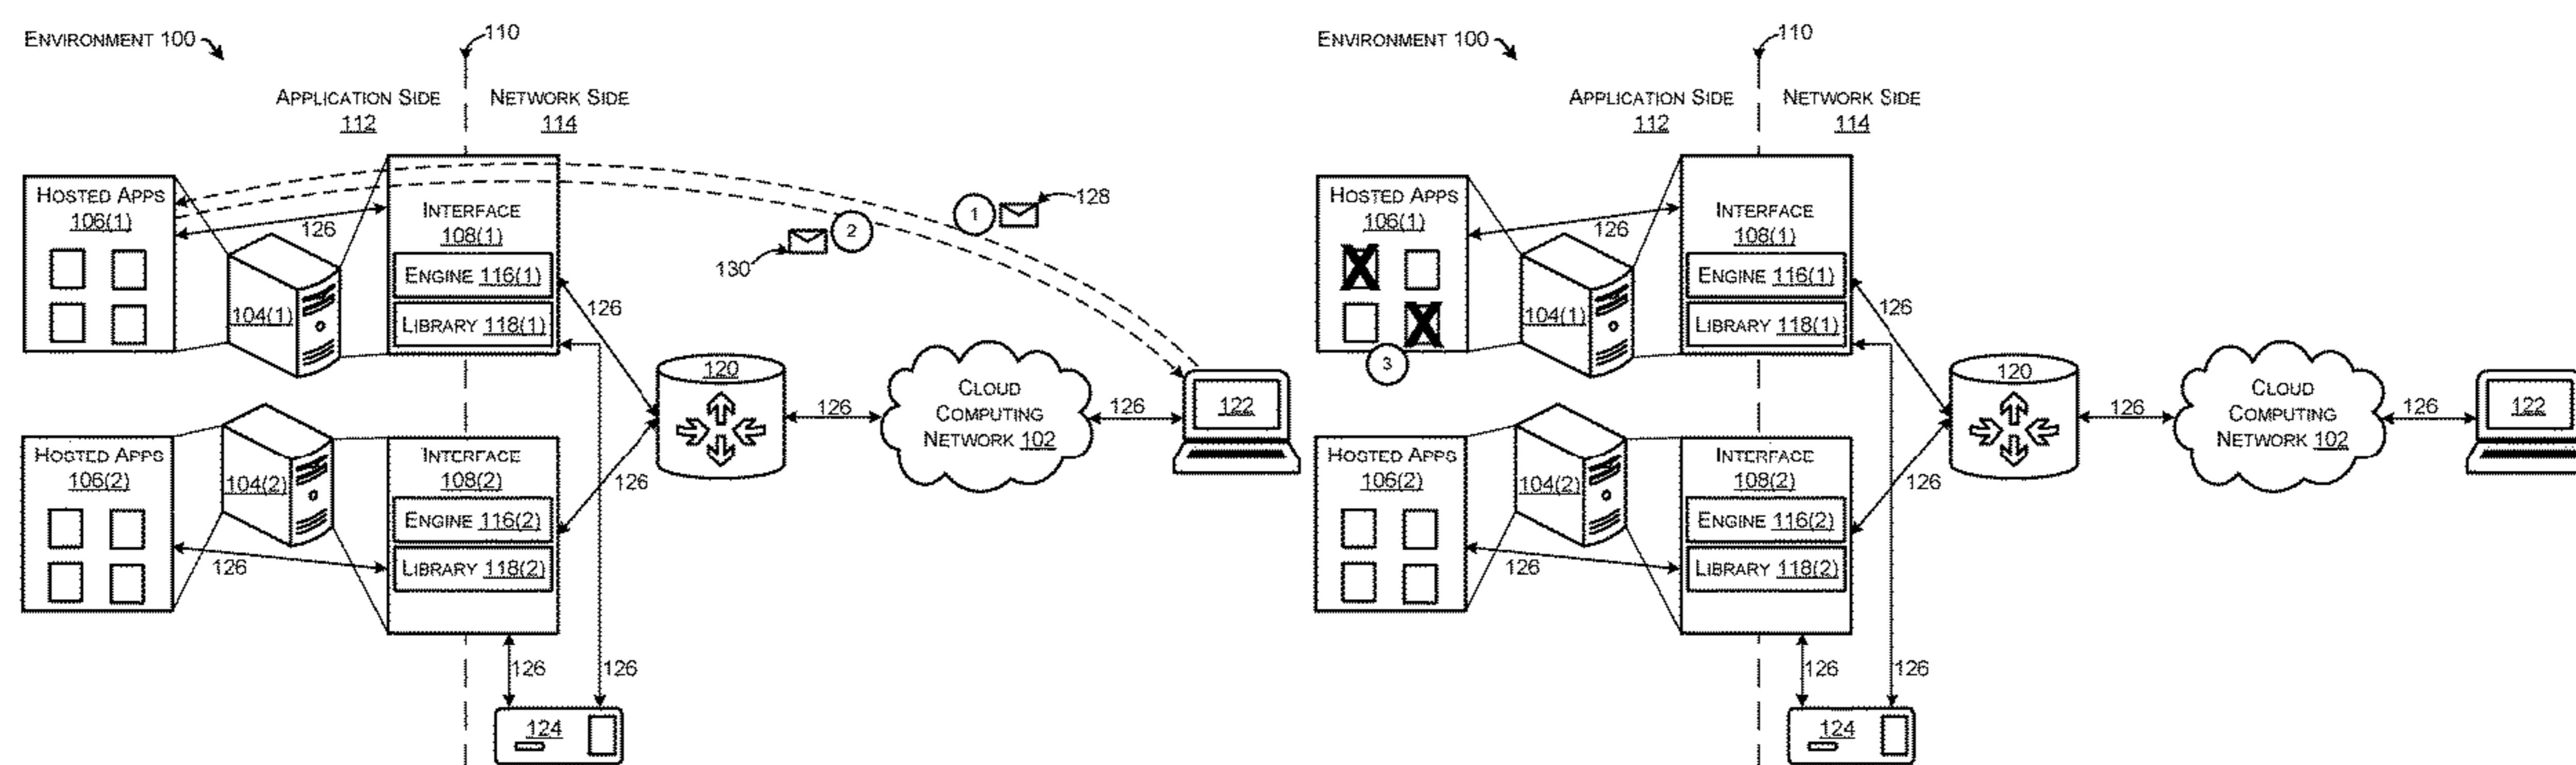 ENVIRONMENT 100
110
APPLICATION SIDE
112
NETWORK SIDE
114
HOSTED APPS
106(1)
126
104(1)
INTERFACE
108(1)
ENGINE 116(1)
LIBRARY 118(1)
126
1
128
2
130
120
126
CLOUD
COMPUTING
NETWORK 102
126
122
HOSTED APPS
106(2)
126
104(2)
INTERFACE
108(2)
ENGINE 116(2)
LIBRARY 118(2)
126
126
126
124
ENVIRONMENT 100
110
APPLICATION SIDE
112
NETWORK SIDE
114
HOSTED APPS
106(1)
3
126
104(1)
INTERFACE
108(1)
ENGINE 116(1)
LIBRARY 118(1)
126
120
126
CLOUD
COMPUTING
NETWORK 102
126
122
HOSTED APPS
106(2)
126
104(2)
INTERFACE
108(2)
ENGINE 116(2)
LIBRARY 118(2)
126
126
126
124